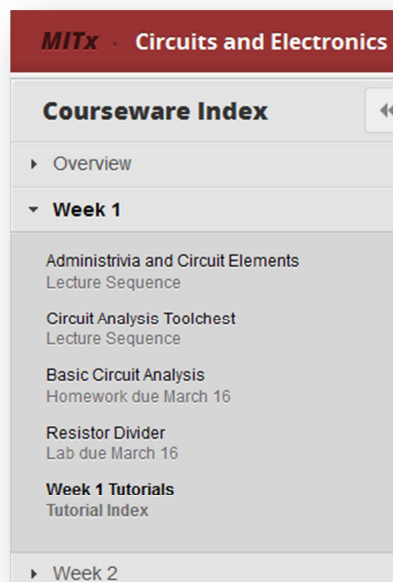 MITx · Circuits and Electronics
Courseware Index
Overview
Week 1
Administrivia and Circuit Elements
Lecture Sequence
Circuit Analysis Toolchest
Lecture Sequence
Basic Circuit Analysis
Homework due March 16
Resistor Divider
Lab due March 16
Week 1 Tutorials
Tutorial Index
Week 2